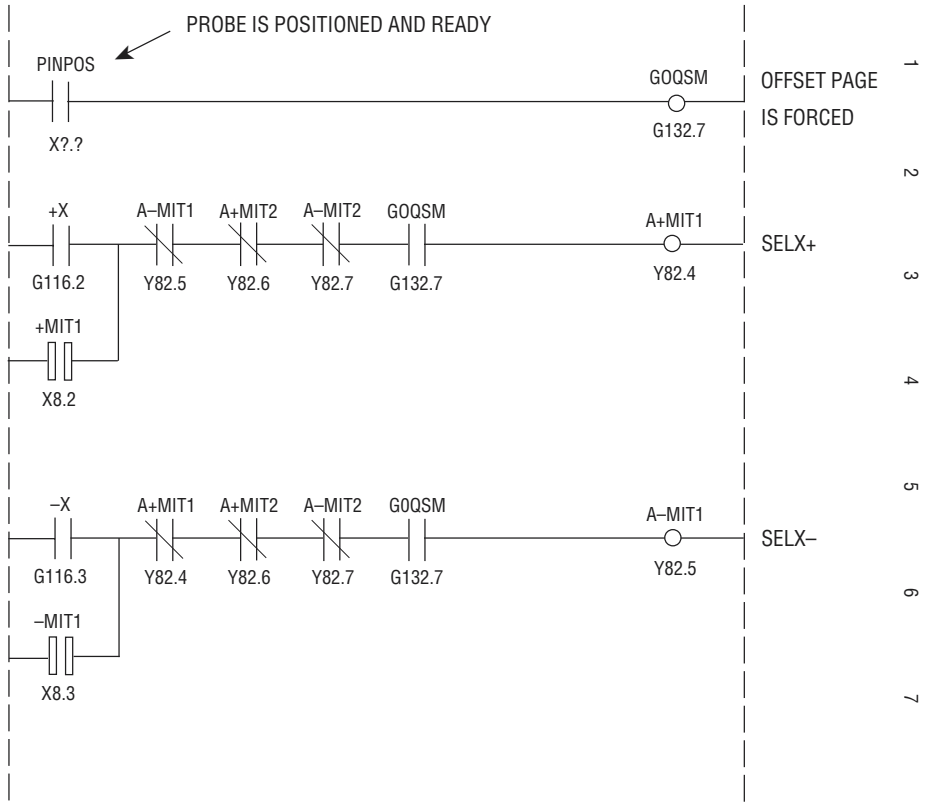 PROBE IS POSITIONED AND READY
PINPOS
X?.?
GOQSM
G132.7
OFFSET PAGE
IS FORCED
1
2
+X A–MIT1 A+MIT2 A–MIT2 GOQSM A+MIT1
SELX+
G116.2 Y82.5 Y82.6 Y82.7 G132.7 Y82.4
3
+MIT1
X8.2
4
5
–X A+MIT1 A+MIT2 A–MIT2 G0QSM A–MIT1
SELX–
G116.3 Y82.4 Y82.6 Y82.7 G132.7 Y82.5
6
–MIT1
X8.3
7